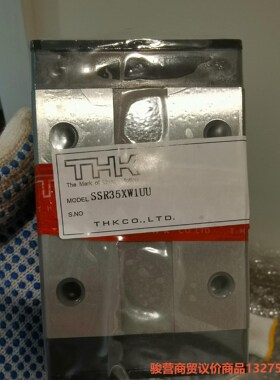 THK
The Mark of
MODEL SSR35XW1UU
S.NO
THK CO., LTD.
骏营商贸议价商品13275